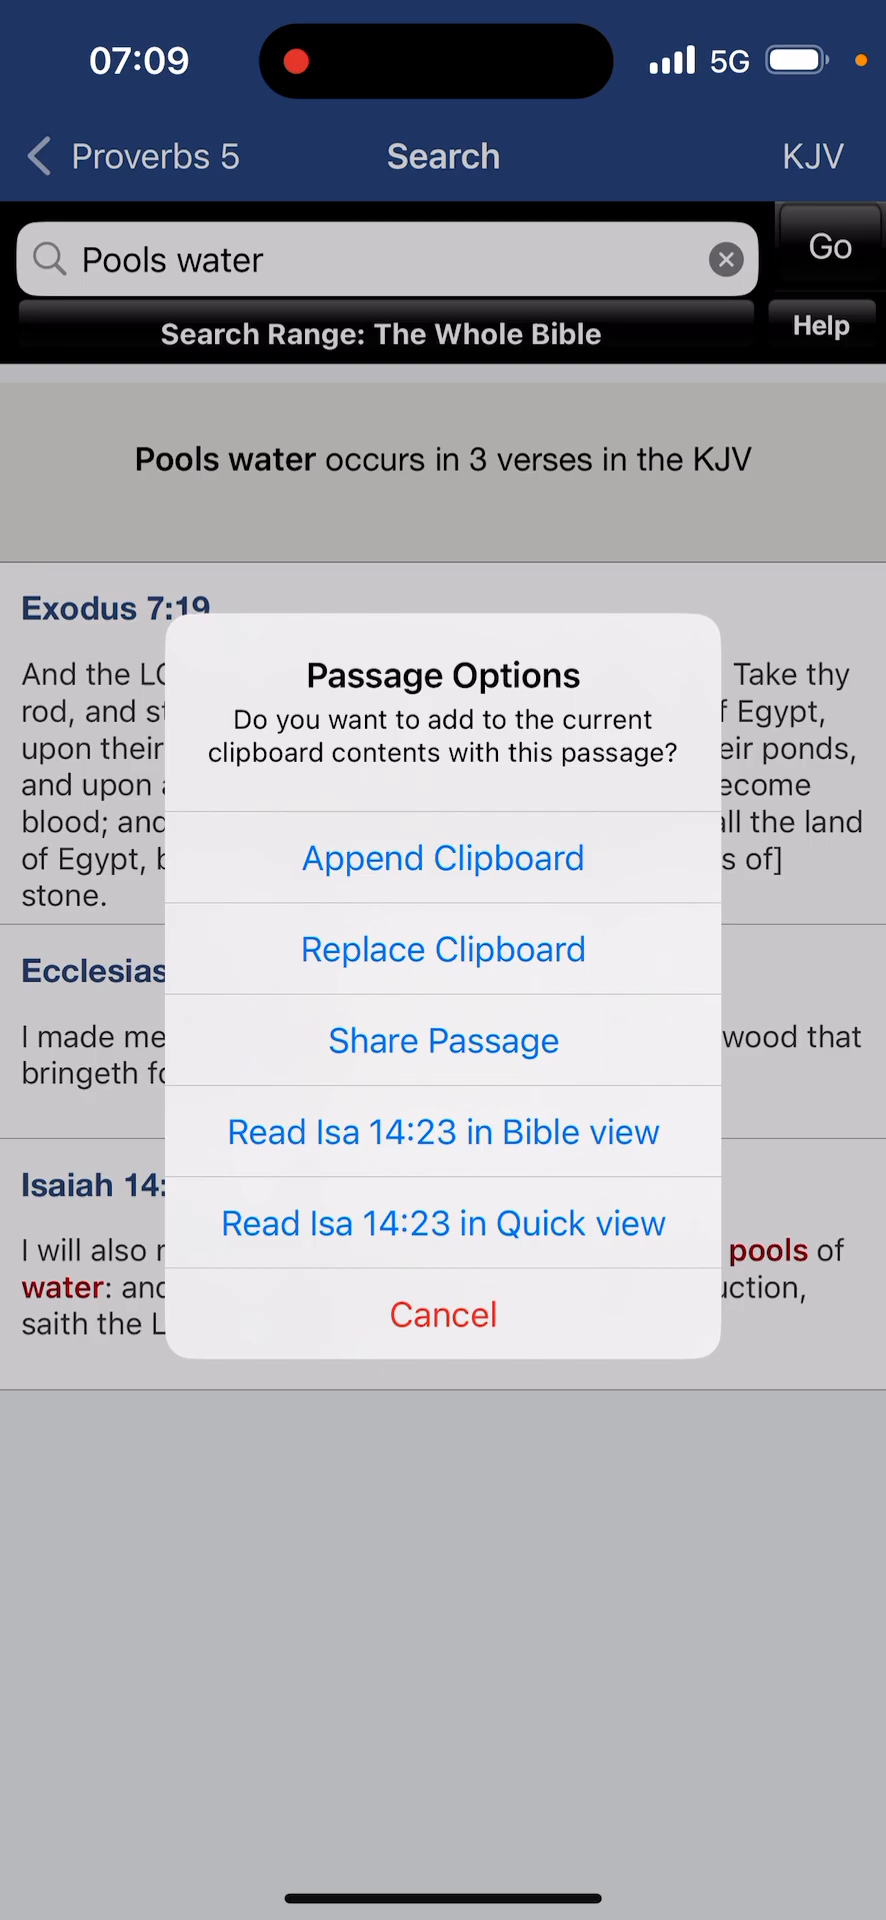 07:09
5G
Proverbs 5
Search
KJV
Pools water
Go
Search Range: The Whole Bible
Help
Pools water occurs in 3 verses in the KJV
Exodus 7:19
And the
Take thy
rod, and
Egypt,
upon their
ponds,
and upon
blood; and
the land
of Egypt,
of]
stone.
Passage Options
Do you want to add to the current
clipboard contents with this passage?
Append Clipboard
Replace Clipboard
Share Passage
Read Isa 14:23 in Bible view
Read Isa 14:23 in Quick view
Cancel
I made me
wood that
bringeth
Isaiah 14:
I will also
pools of
water: and
saith the